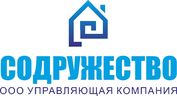 СОДРУЖЕСТВО
ООО УПРАВЛЯЮЩАЯ КОМПАНИЯ